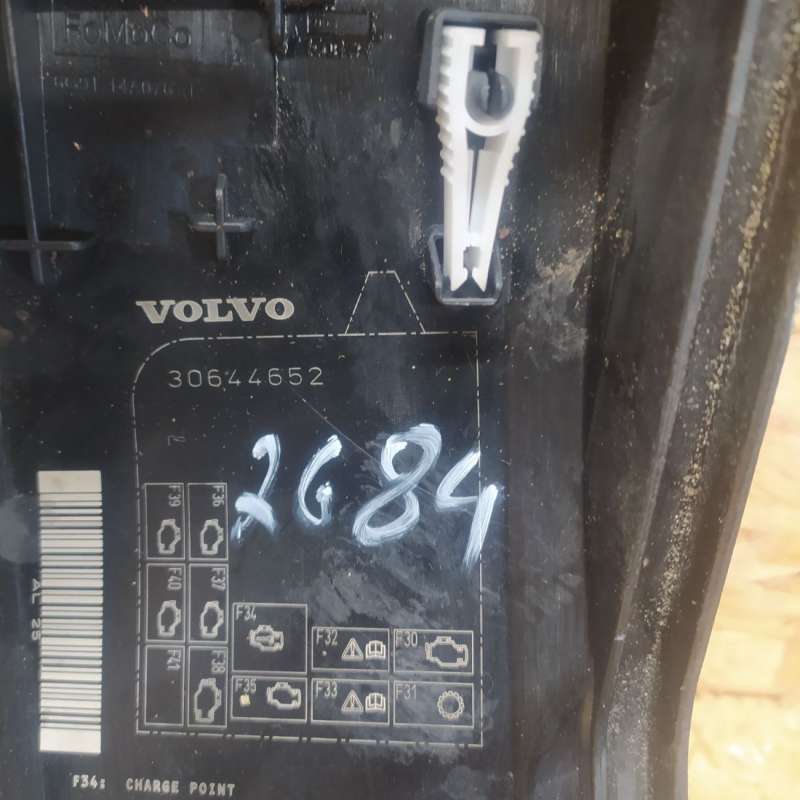 FoMoCo
VOLVO
30644652
2684
F39
F36
F40
F37
F41
F38
F34
F32
F30
F35
F33
F31
AL 25
F34: CHARGE POINT